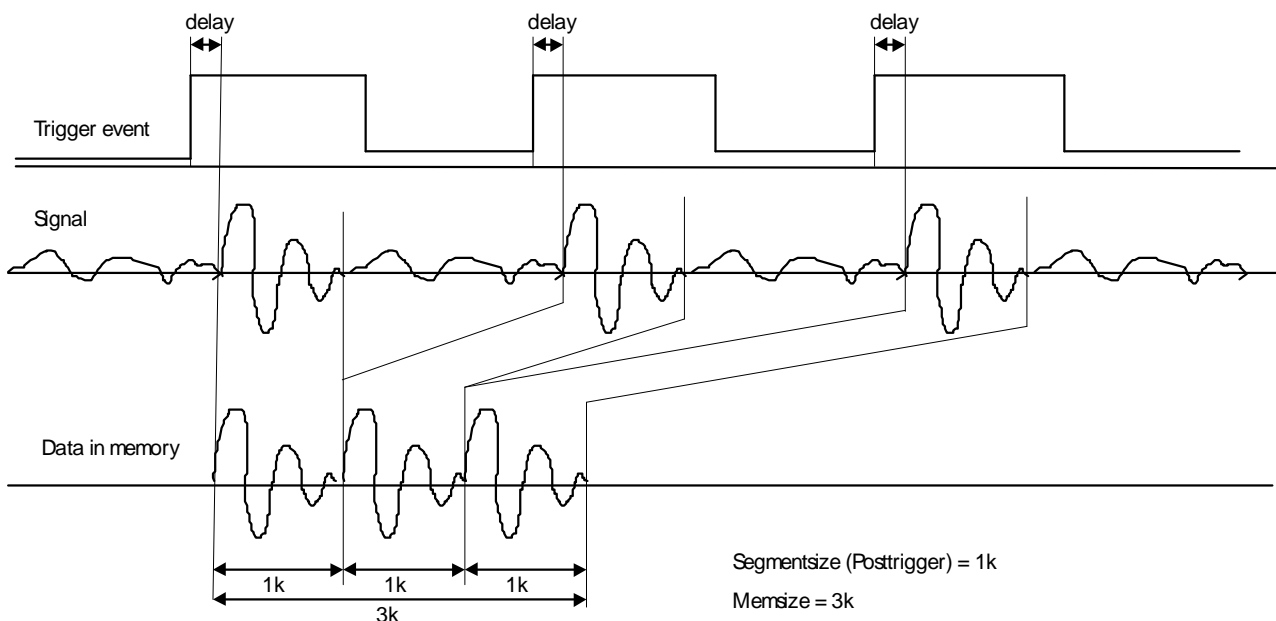 delay
delay
delay
Trigger event
Signal
Data in memory
1k
1k
1k
3k
Segmentsize (Posttrigger) = 1k
Memsize = 3k